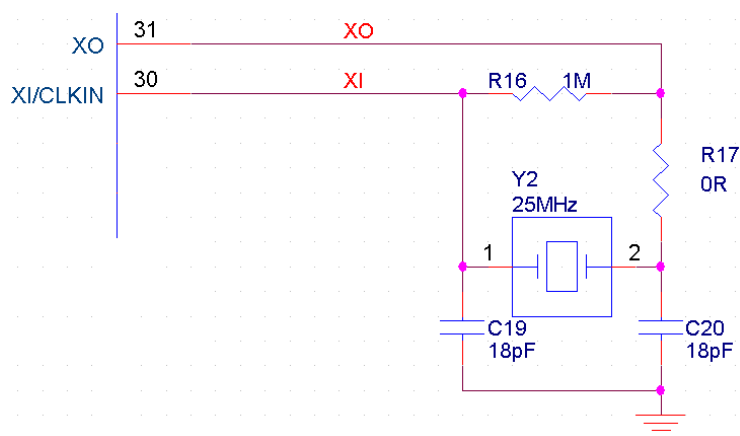 31
XO
XO
30
XI/CLKIN
XI
R16 1M
R17
0R
Y2
25MHz
1
2
C19
18pF
C20
18pF